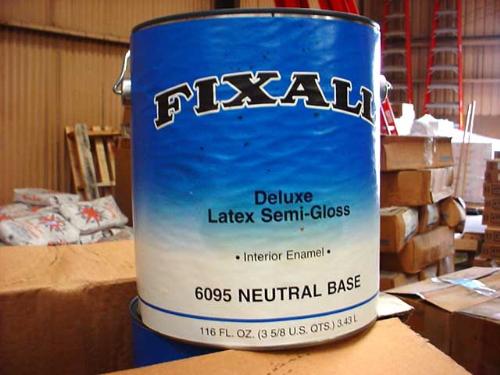 FIXALL
Deluxe
Latex Semi-Gloss
• Interior Enamel •
6095 NEUTRAL BASE
116 FL. OZ. (3 5/8 U.S. QTS.) 3.43 L